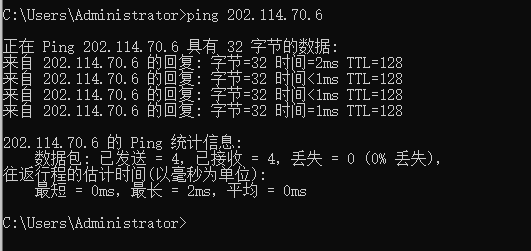 C:\Users\Administrator>ping 202.114.70.6
正在 Ping 202.114.70.6 具有 32 字节的数据:
来自 202.114.70.6 的回复: 字节=32 时间=2ms TTL=128
来自 202.114.70.6 的回复: 字节=32 时间<1ms TTL=128
来自 202.114.70.6 的回复: 字节=32 时间<1ms TTL=128
来自 202.114.70.6 的回复: 字节=32 时间=1ms TTL=128
202.114.70.6 的 Ping 统计信息:
数据包: 已发送 = 4, 已接收 = 4, 丢失 = 0 (0% 丢失),
往返行程的估计时间(以毫秒为单位):
最短 = 0ms, 最长 = 2ms, 平均 = 0ms
C:\Users\Administrator>